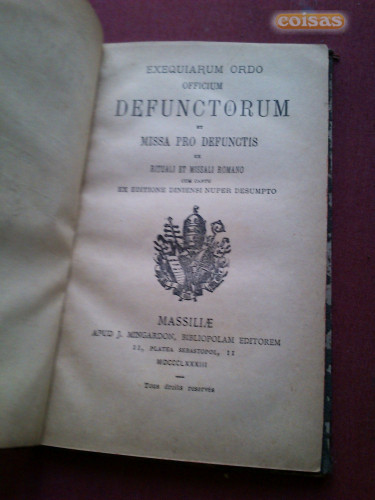 coisas
EXEQUIARUM ORDO
OFFICIUM
DEFUNCTORUM
ET
MISSA PRO DEFUNCTIS
EX
RITUALI ET MISSALI ROMANO
CUM CANTU
EX EDITIONE DINIENSI NUPER DESUMPTO
MASSILIÆ
APUD J. MINGARDON, BIBLIOPOLAM EDITOREM
11, PLATEA SEBASTOPOL, 11
MDCCCLXXXIII
Tous droits réservés